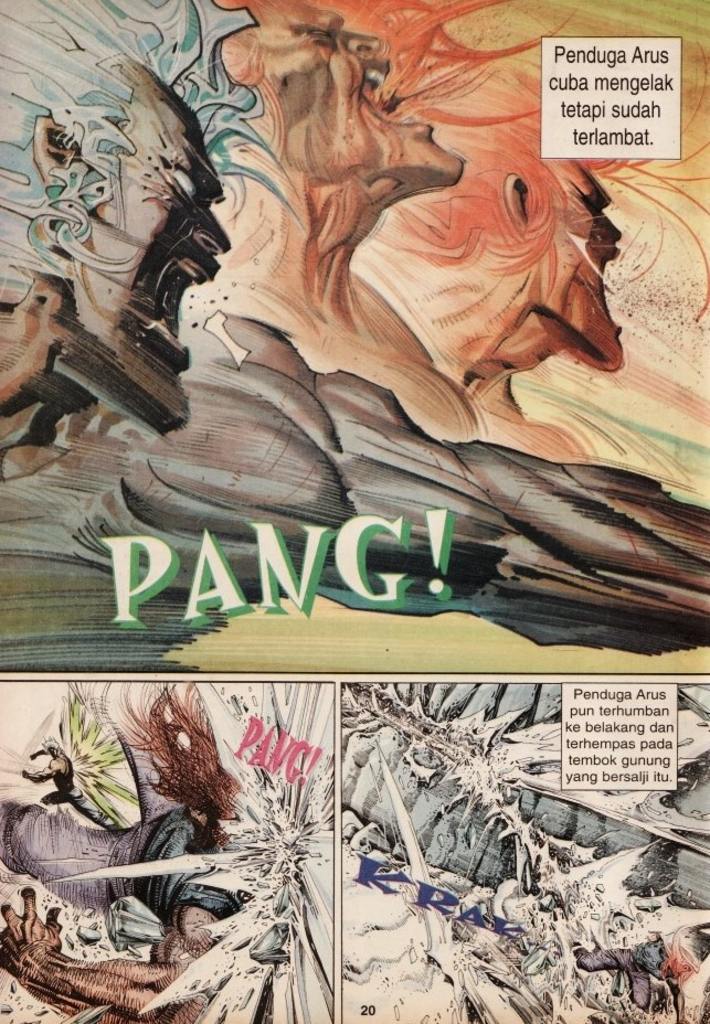 Penduga Arus
cuba mengelak
tetapi sudah
terlambat.
PANG!
PANG!
Penduga Arus
pun terhumban
ke belakang dan
terhempas pada
tembok gunung
yang bersalji itu.
KRAK
20